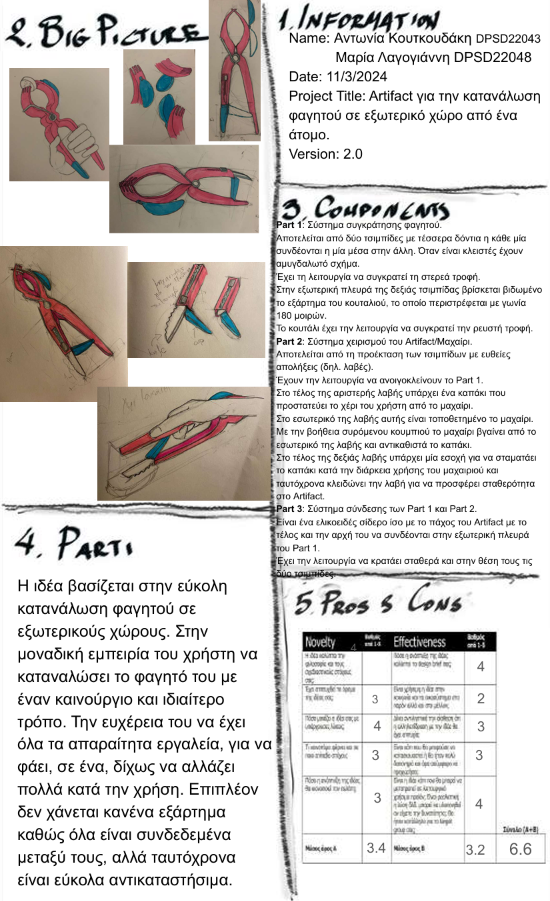 2. BIG PICTURE
1. INFORMATION
Name: Αντωνία Κουτκουδάκη DPSD22043
Μαρία Λαγογιάννη DPSD22048
Date: 11/3/2024
Project Title: Artifact για την κατανάλωση
φαγητού σε εξωτερικό χώρο από ένα
άτομο.
Version: 2.0
3. COMPONENTS
Part 1: Σύστημα συγκράτησης φαγητού.
Αποτελείται από δύο τσιμπίδες με τέσσερα δόντια η κάθε μία
συνδέονται η μία μέσα στην άλλη. Όταν είναι κλειστές έχουν
αμυγδαλωτό σχήμα.
Έχει τη λειτουργία να συγκρατεί τη στερεά τροφή.
Στην εξωτερική πλευρά της δεξιάς τσιμπίδας βρίσκεται βιδωμένο
το εξάρτημα του κουταλιού, το οποίο περιστρέφεται με γωνία
180 μοιρών.
Το κουτάλι έχει την λειτουργία να συγκρατεί την ρευστή τροφή.
Part 2: Σύστημα χειρισμού του Artifact/Μαχαίρι.
Αποτελείται από τη προέκταση των τσιμπίδων με ευθείες
απολήξεις (δηλ. λαβές).
Έχουν την λειτουργία να ανοιγοκλείνουν το Part 1.
Στο τέλος της αριστερής λαβής υπάρχει ένα καπάκι που
προστατεύει το χέρι του χρήστη από το μαχαίρι.
Στο εσωτερικό της λαβής αυτής είναι τοποθετημένο το μαχαίρι.
Με την βοήθεια συρόμενου κουμπιού το μαχαίρι βγαίνει από το
εσωτερικό της λαβής και αντικαθιστά το καπάκι.
Στο τέλος της δεξιάς λαβής υπάρχει μία εσοχή για να σταματάει
το καπάκι κατά την διάρκεια χρήσης του μαχαιριού και
ταυτόχρονα κλειδώνει την λαβή για να προσφέρει σταθερότητα
στο Artifact.
Part 3: Σύστημα σύνδεσης των Part 1 και Part 2.
Είναι ένα ελικοειδές σίδερο ίσο με το πάχος του Artifact με το
τέλος και την αρχή του να συνδέονται στην εξωτερική πλευρά
του Part 1.
Έχει την λειτουργία να κρατάει σταθερά και στην θέση τους τις
δύο τσιμπίδες.
4. PARTI
Η ιδέα βασίζεται στην εύκολη
κατανάλωση φαγητού σε
εξωτερικούς χώρους. Στην
μοναδική εμπειρία του χρήστη να
καταναλώσει το φαγητό του με
έναν καινούργιο και ιδιαίτερο
τρόπο. Την ευχέρεια του να έχει
όλα τα απαραίτητα εργαλεία, για να
φάει, σε ένα, δίχως να αλλάζει
πολλά κατά την χρήση. Επιπλέον
δεν χάνεται κανένα εξάρτημα
καθώς όλα είναι συνδεδεμένα
μεταξύ τους, αλλά ταυτόχρονα
είναι εύκολα αντικαταστήσιμα.
5. PROS & CONS
Novelty Βαθμός από 1-5 Effectiveness Βαθμός από 1-5
4 4
3 2
4 3
3 3
3 4
Σύνολο (A+B)
Μέσος όρος Α 3.4 Μέσος όρος Β 3.2 6.6